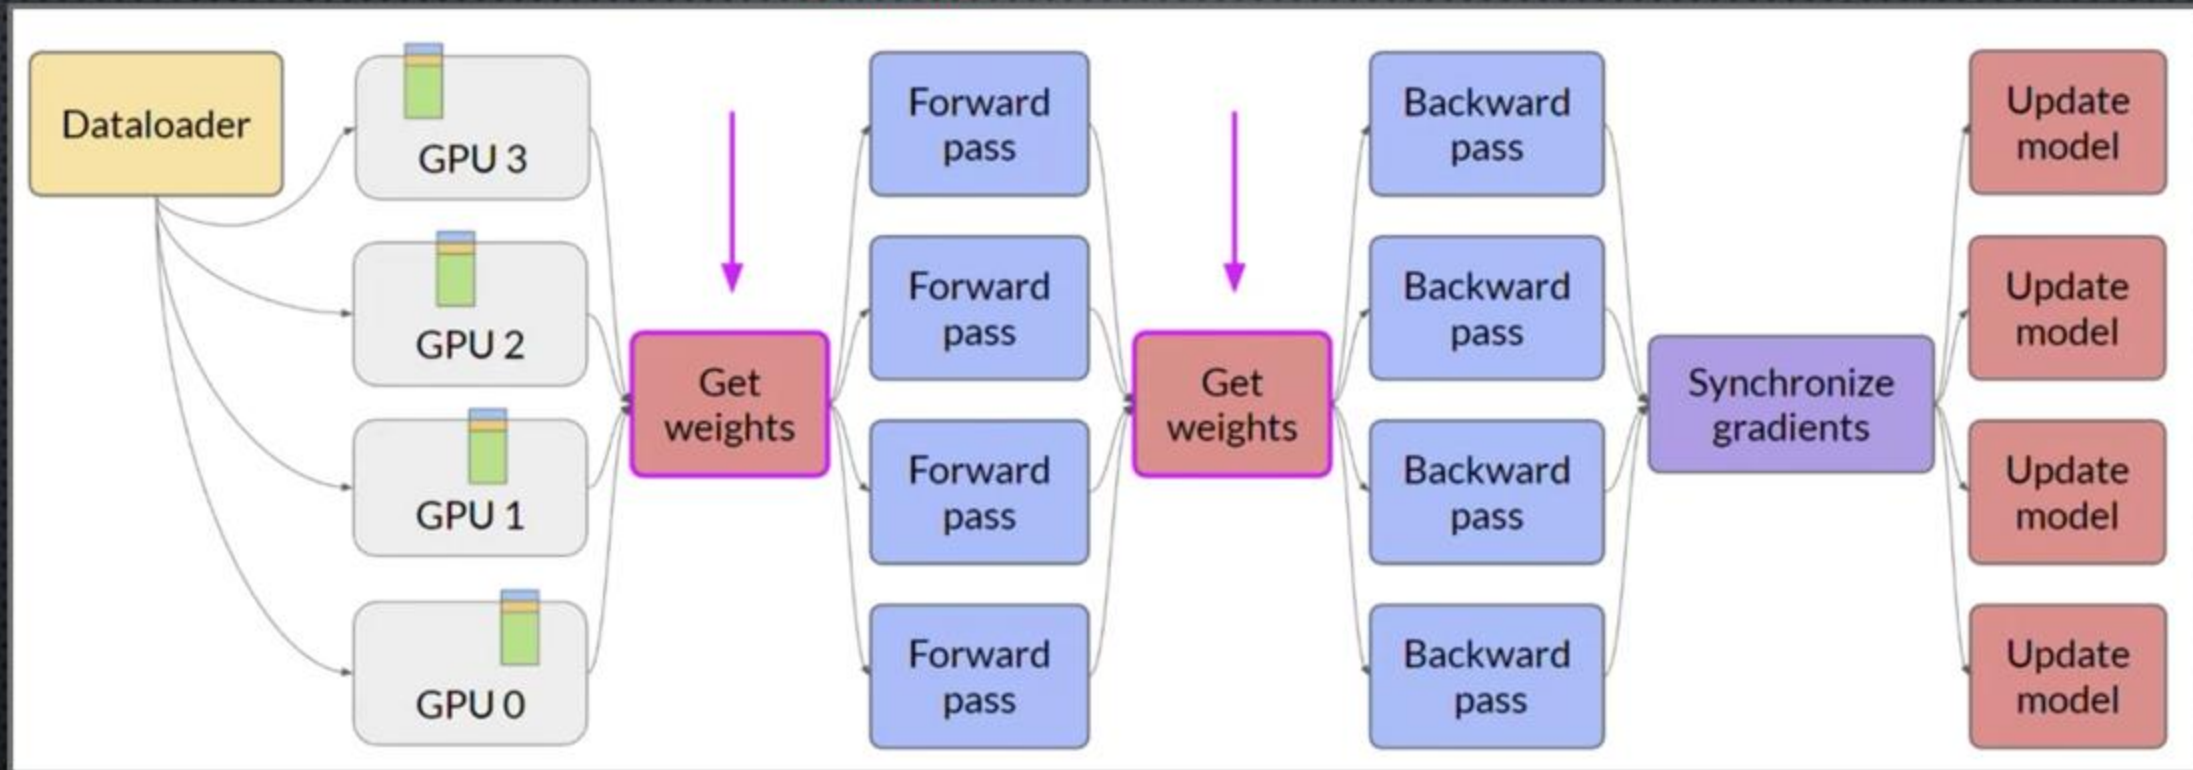 Dataloader
GPU 3
GPU 2
GPU 1
GPU 0
Get
weights
Forward
pass
Forward
pass
Forward
pass
Forward
pass
Get
weights
Backward
pass
Backward
pass
Backward
pass
Backward
pass
Synchronize
gradients
Update
model
Update
model
Update
model
Update
model